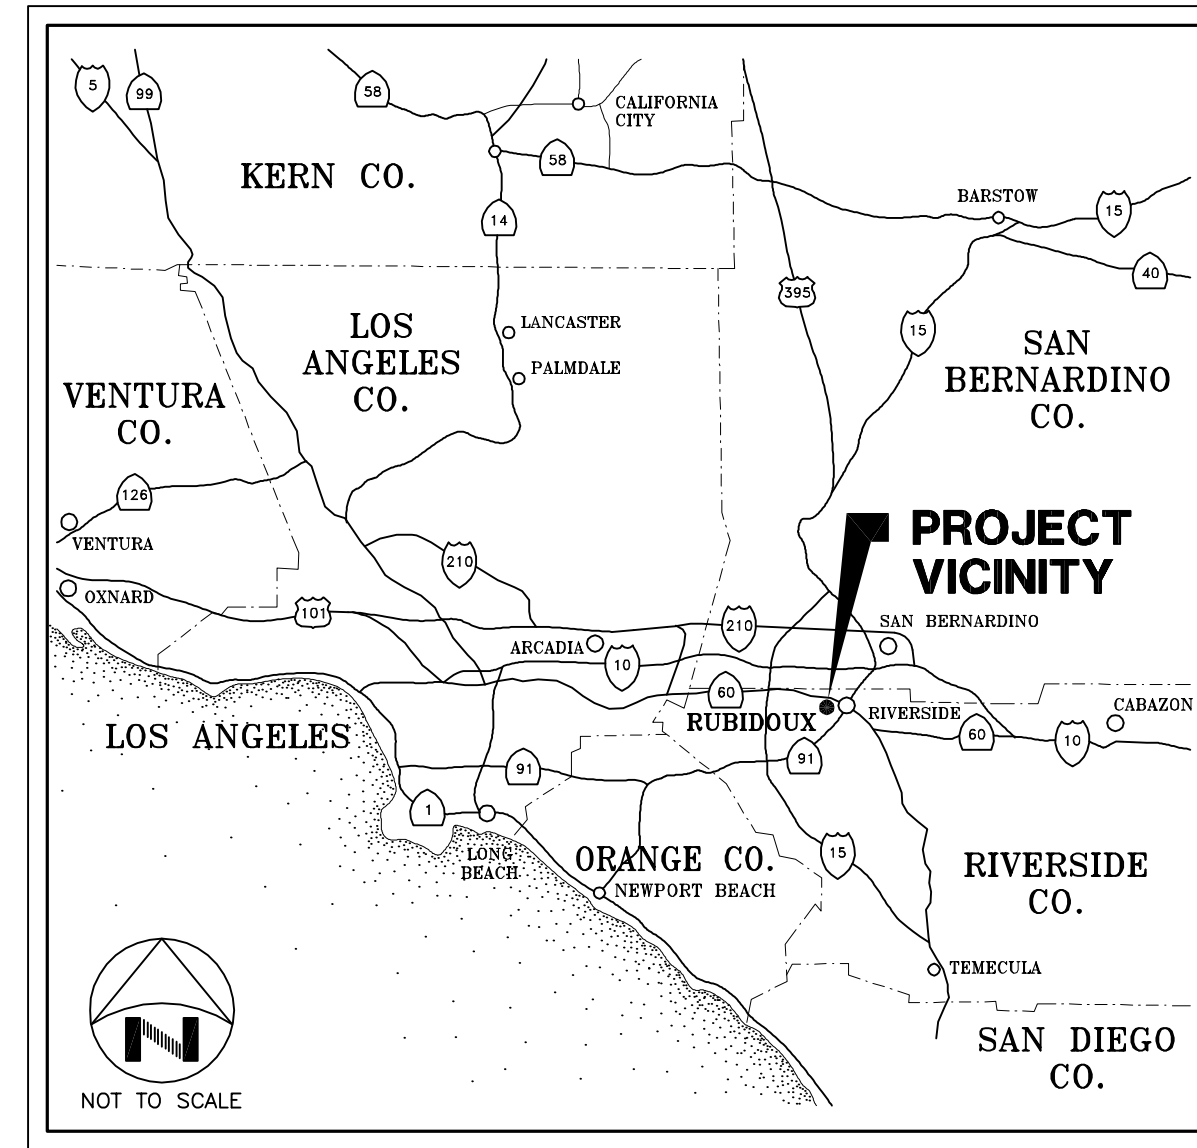 5
99
58
CALIFORNIA
CITY
58
KERN CO.
BARSTOW
14
15
40
395
LOS
ANGELES
CO.
LANCASTER
15
SAN
BERNARDINO
CO.
PALMDALE
VENTURA
CO.
126
VENTURA
PROJECT
VICINITY
210
OXNARD
101
210
SAN BERNARDINO
ARCADIA
10
60
RUBIDOUX
RIVERSIDE
CABAZON
60
10
LOS ANGELES
91
91
1
LONG
BEACH
ORANGE CO.
15
NEWPORT BEACH
RIVERSIDE
CO.
TEMECULA
N
NOT TO SCALE
SAN DIEGO
CO.